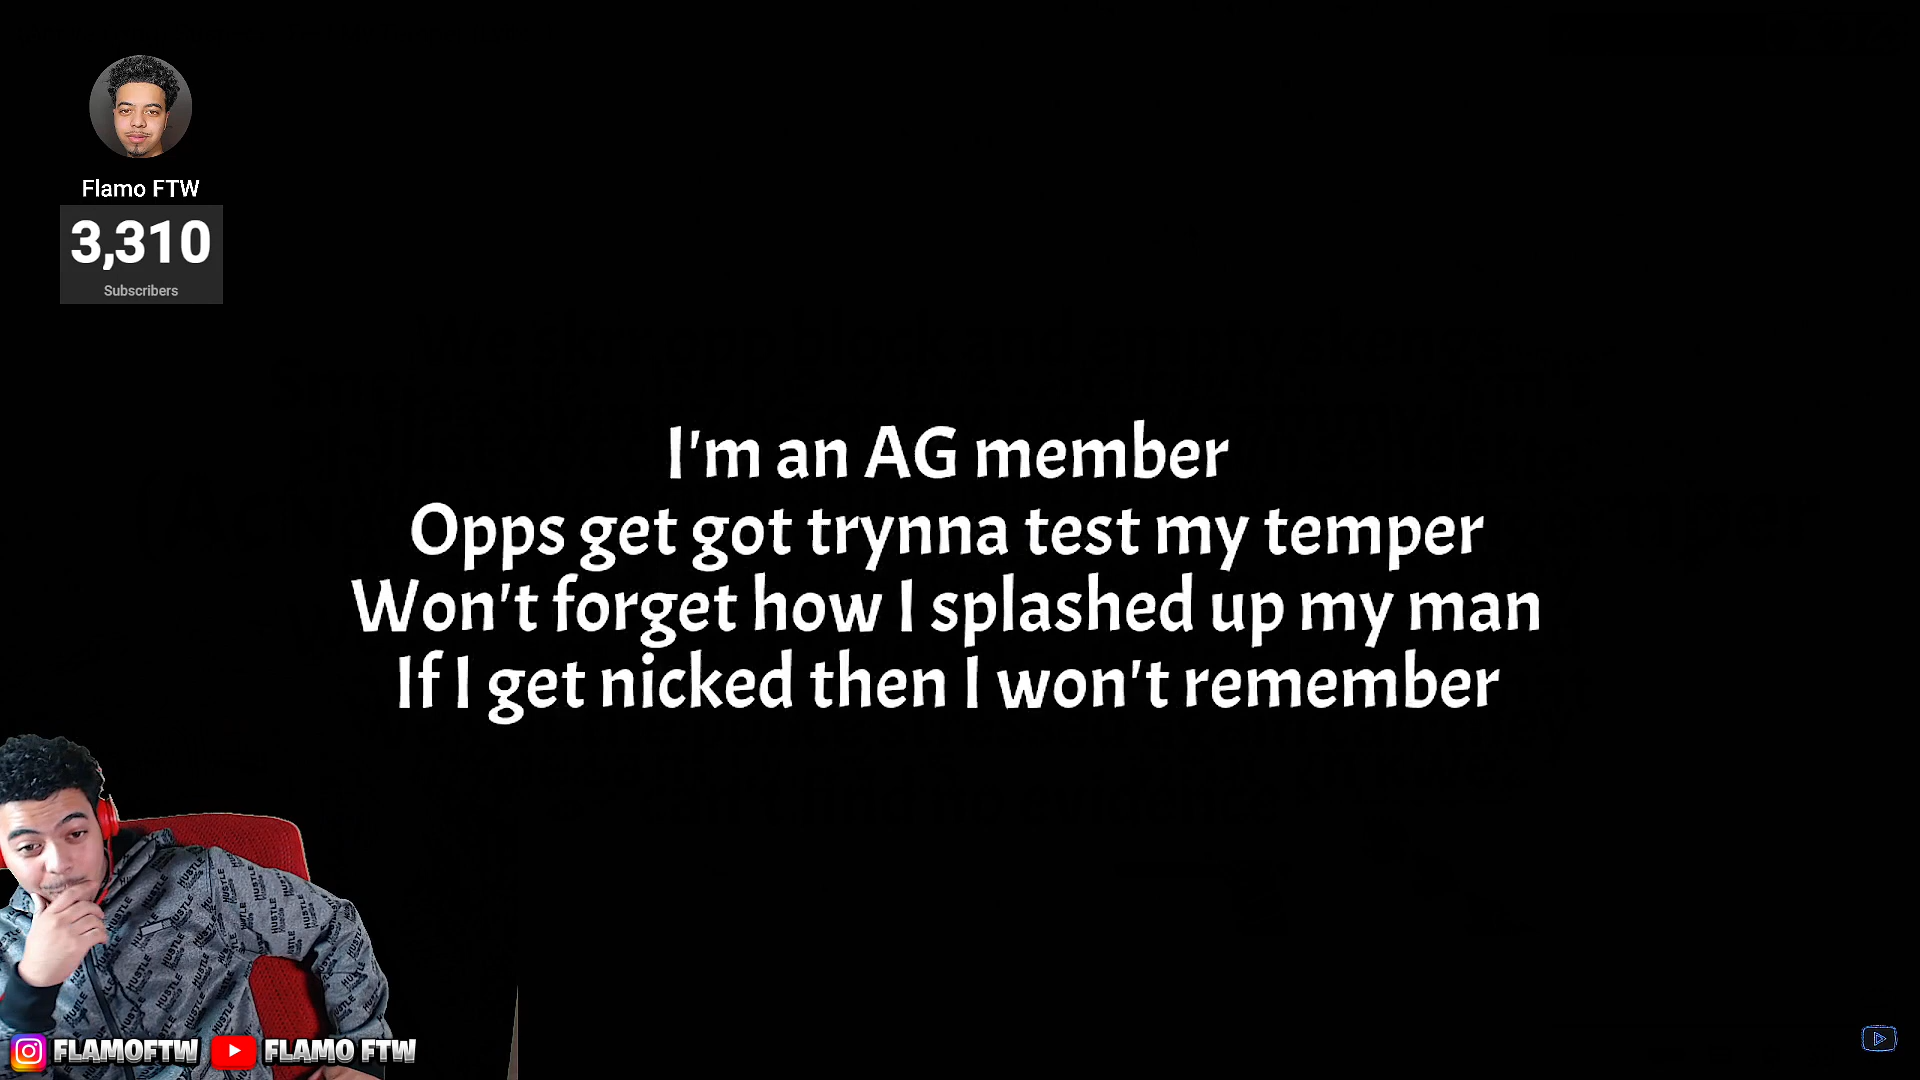 Flamo FTW
3,310
Subscribers
I'm an AG member
Opps get got trynna test my temper
Won't forget how I splashed up my man
If I get nicked then I won't remember
FLAMOFTW FLAMO FTW